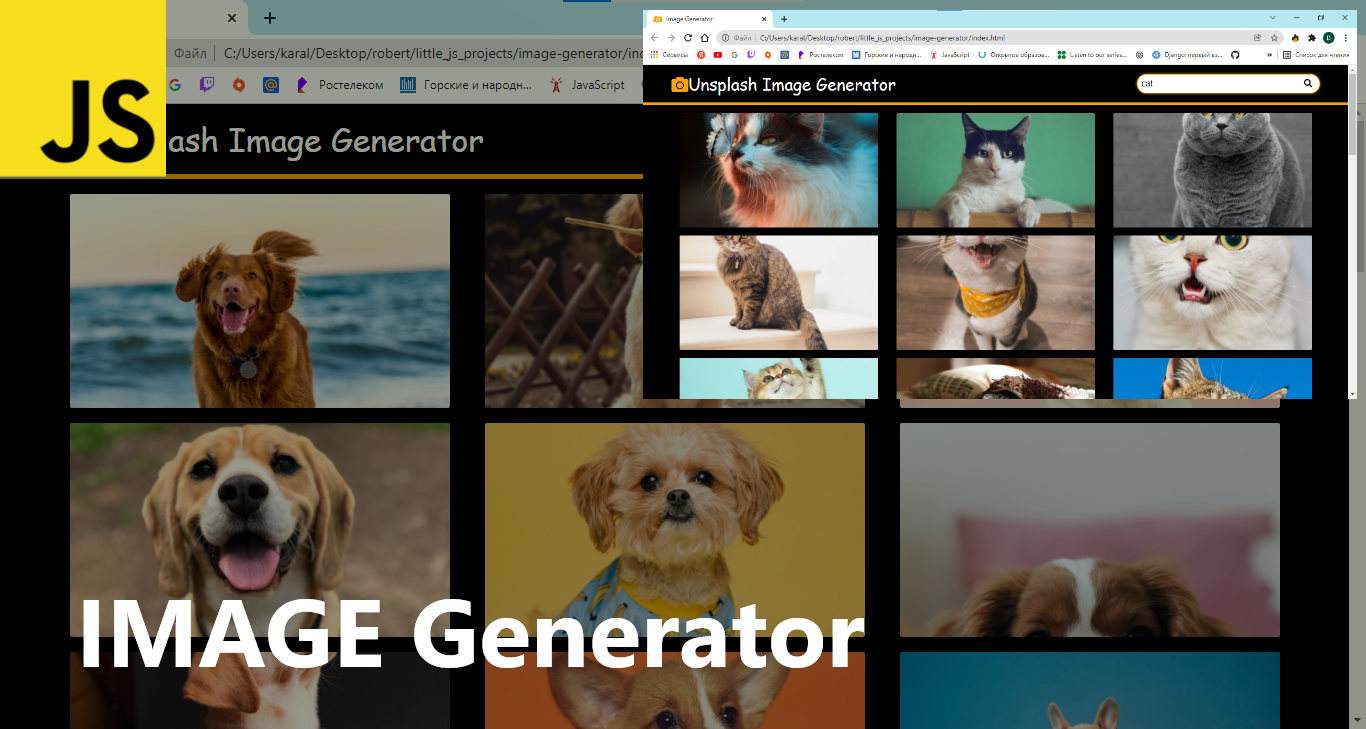 JS
Файл C:/Users/karal/Desktop/robert/little_js_projects/image-generator/ind
Ростелеком Горские и народн... JavaScript
ash Image Generator
Image Generator
Файл C:/Users/karal/Desktop/robert/little_js_projects/image-generator/index.html
Сервисы Ростелеком Горские и народн... JavaScript Открытое образов... Listen to our series... Django: первый вз... » Список для чтения
Unsplash Image Generator
cat
IMAGE Generator